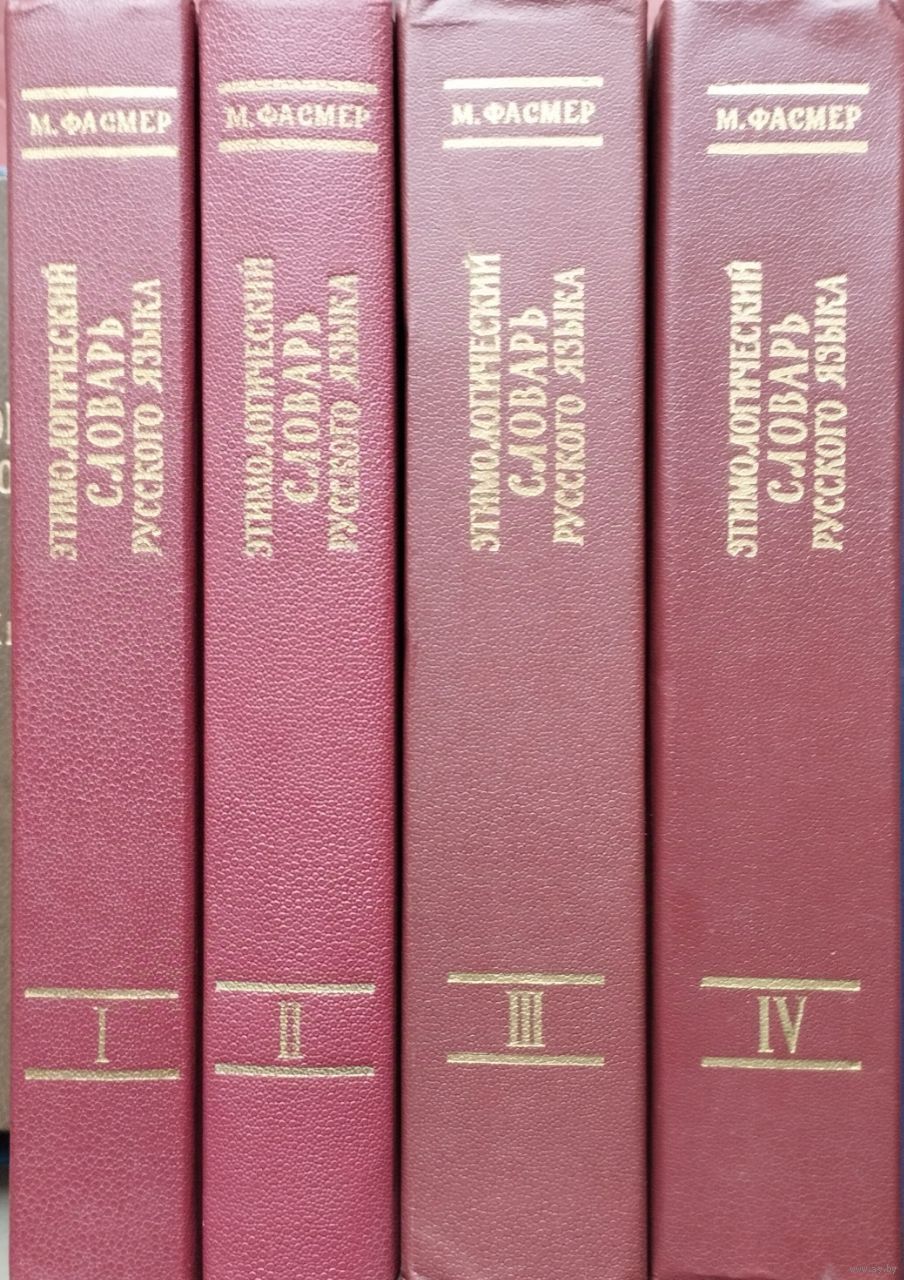 М. ФАСМЕР
ЭТИМОЛОГИЧЕСКИЙ
СЛОВАРЬ
РУССКОГО ЯЗЫКА
I
М. ФАСМЕР
ЭТИМОЛОГИЧЕСКИЙ
СЛОВАРЬ
РУССКОГО ЯЗЫКА
II
М. ФАСМЕР
ЭТИМОЛОГИЧЕСКИЙ
СЛОВАРЬ
РУССКОГО ЯЗЫКА
III
М. ФАСМЕР
ЭТИМОЛОГИЧЕСКИЙ
СЛОВАРЬ
РУССКОГО ЯЗЫКА
IV